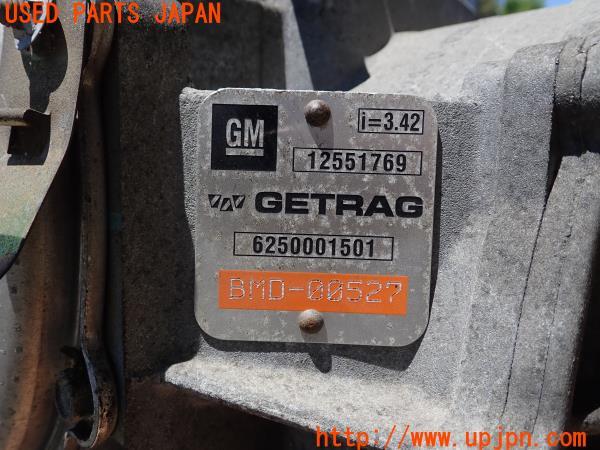 USED PARTS JAPAN
GM
i=3.42
12551769
GETRAG
6250001501
BMD-00527
http://www.upjpn.com